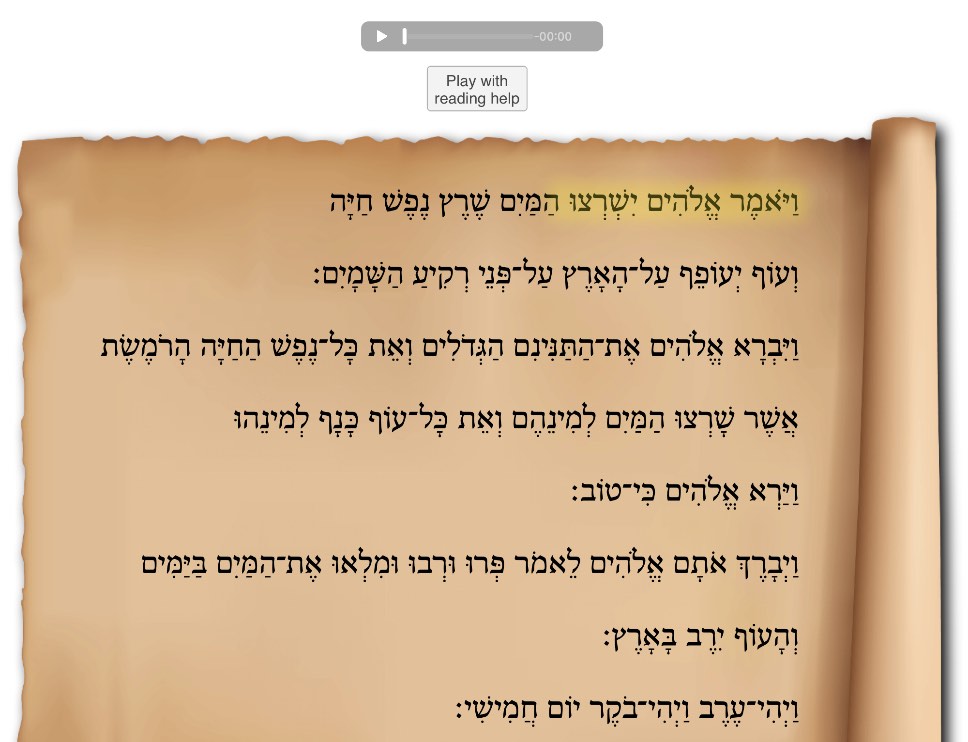 -00:00
Play with
reading help
וַיֹּאמֶר אֱלֹהִים יִשְׁרְצוּ הַמַּיִם שֶׁרֶץ נֶפֶשׁ חַיָּה
וְעוֹף יְעוֹפֵף עַל־הָאָרֶץ עַל־פְּנֵי רְקִיעַ הַשָּׁמָיִם:
וַיִּבְרָא אֱלֹהִים אֶת־הַתַּנִּינִם הַגְּדֹלִים וְאֵת כָּל־נֶפֶשׁ הַחַיָּה הָרֹמֶשֶׂת
אֲשֶׁר שָׁרְצוּ הַמַּיִם לְמִינֵהֶם וְאֵת כָּל־עוֹף כָּנָף לְמִינֵהוּ
וַיַּרְא אֱלֹהִים כִּי־טוֹב:
וַיְבָרֶךְ אֹתָם אֱלֹהִים לֵאמֹר פְּרוּ וּרְבוּ וּמִלְאוּ אֶת־הַמַּיִם בַּיַּמִּים
וְהָעוֹף יִרֶב בָּאָרֶץ:
וַיְהִי־עֶרֶב וַיְהִי־בֹקֶר יוֹם חֲמִישִׁי: